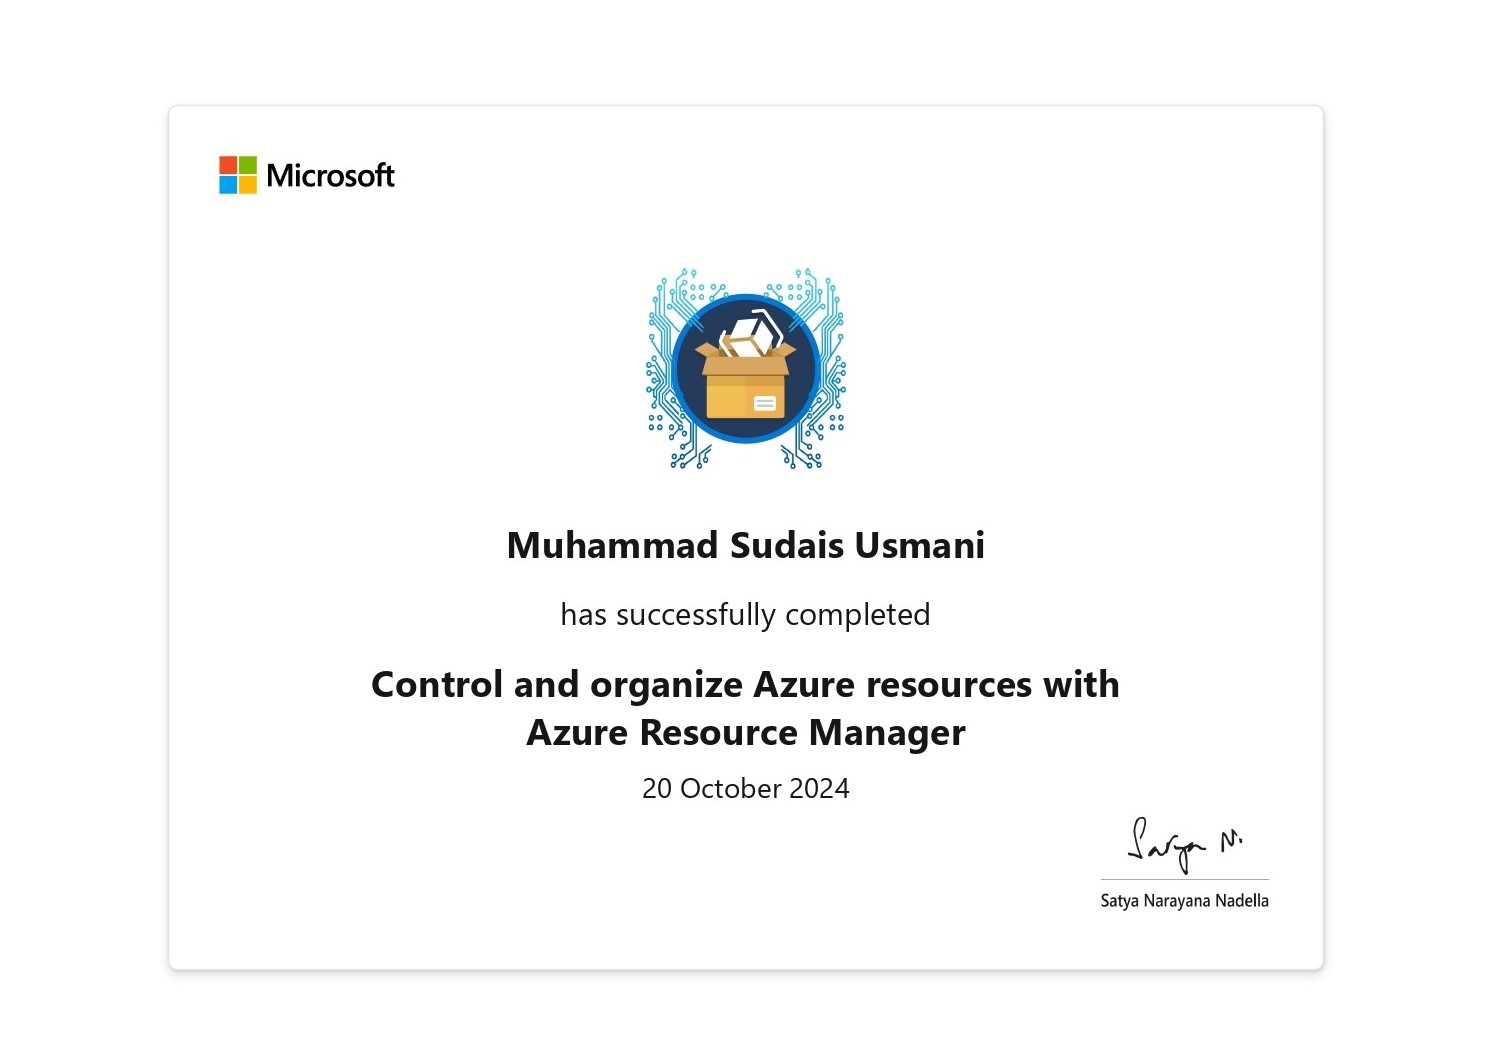 Microsoft
Muhammad Sudais Usmani
has successfully completed
Control and organize Azure resources with
Azure Resource Manager
20 October 2024
Satya N.
Satya Narayana Nadella